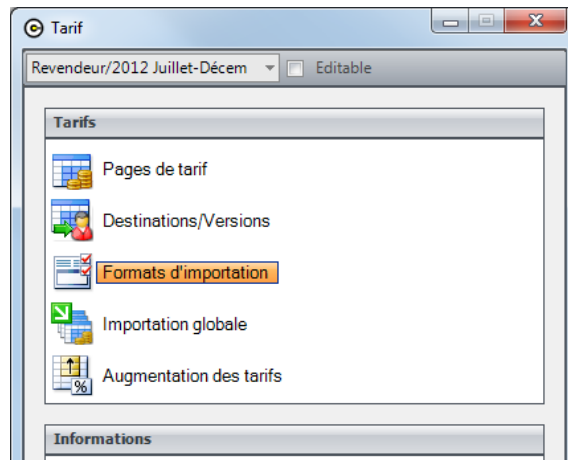 Tarif
Revendeur/2012 Juillet-Décem Editable
Tarifs
Pages de tarif
Destinations/Versions
Formats d'importation
Importation globale
%
Augmentation des tarifs
Informations